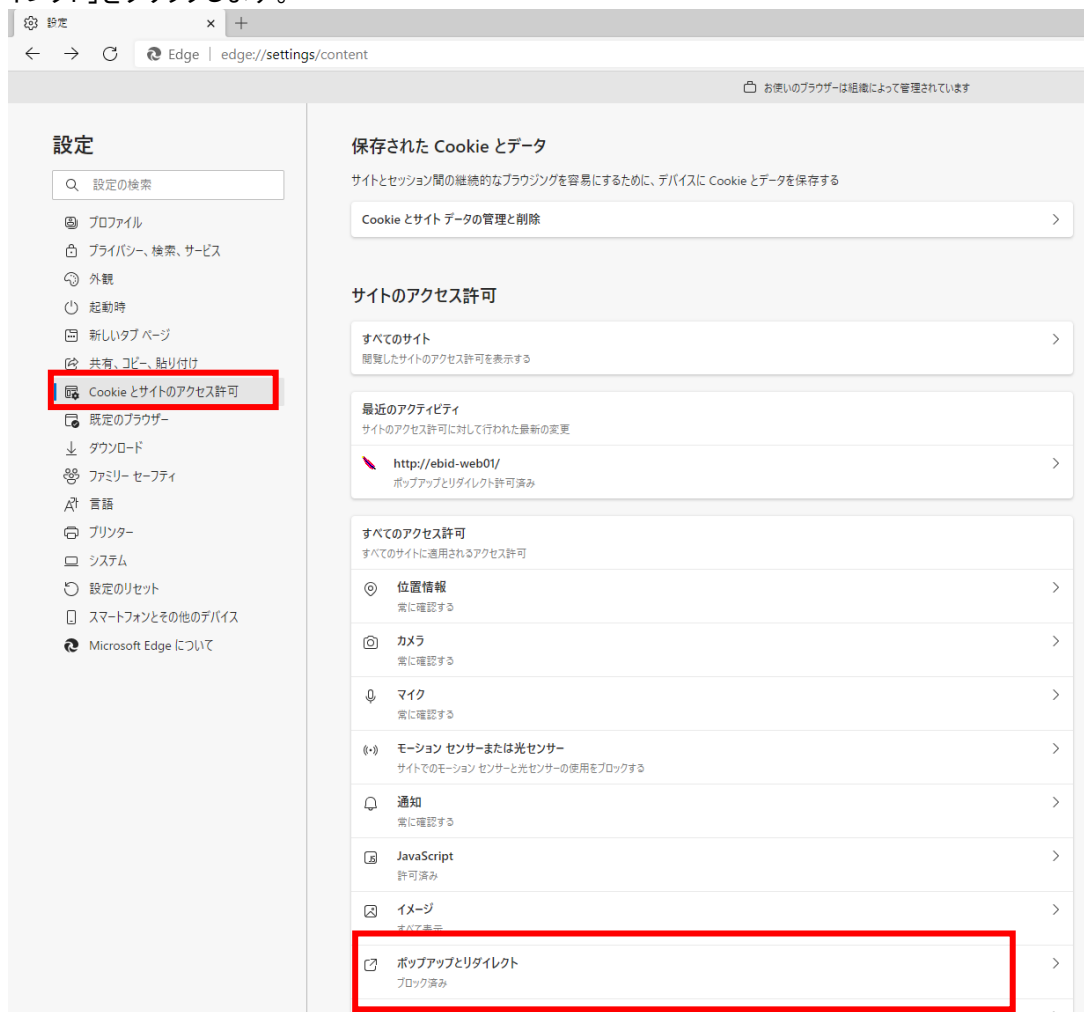 設定
Edge | edge://settings/content
お使いのブラウザーは組織によって管理されています
設定
設定の検索
プロファイル
プライバシー、検索、サービス
外観
起動時
新しいタブ ページ
共有、コピー、貼り付け
Cookie とサイトのアクセス許可
既定のブラウザー
ダウンロード
ファミリー セーフティ
言語
プリンター
システム
設定のリセット
スマートフォンとその他のデバイス
Microsoft Edge について
保存された Cookie とデータ
サイトとセッション間の継続的なブラウジングを容易にするために、デバイスに Cookie とデータを保存する
Cookie とサイト データの管理と削除
サイトのアクセス許可
すべてのサイト
閲覧したサイトのアクセス許可を表示する
最近のアクティビティ
サイトのアクセス許可に対して行われた最新の変更
http://ebid-web01/
ポップアップとリダイレクト許可済み
すべてのアクセス許可
すべてのサイトに適用されるアクセス許可
位置情報
常に確認する
カメラ
常に確認する
マイク
常に確認する
モーション センサーまたは光センサー
サイトでのモーション センサーと光センサーの使用をブロックする
通知
常に確認する
JavaScript
許可済み
イメージ
すべて表示
ポップアップとリダイレクト
ブロック済み